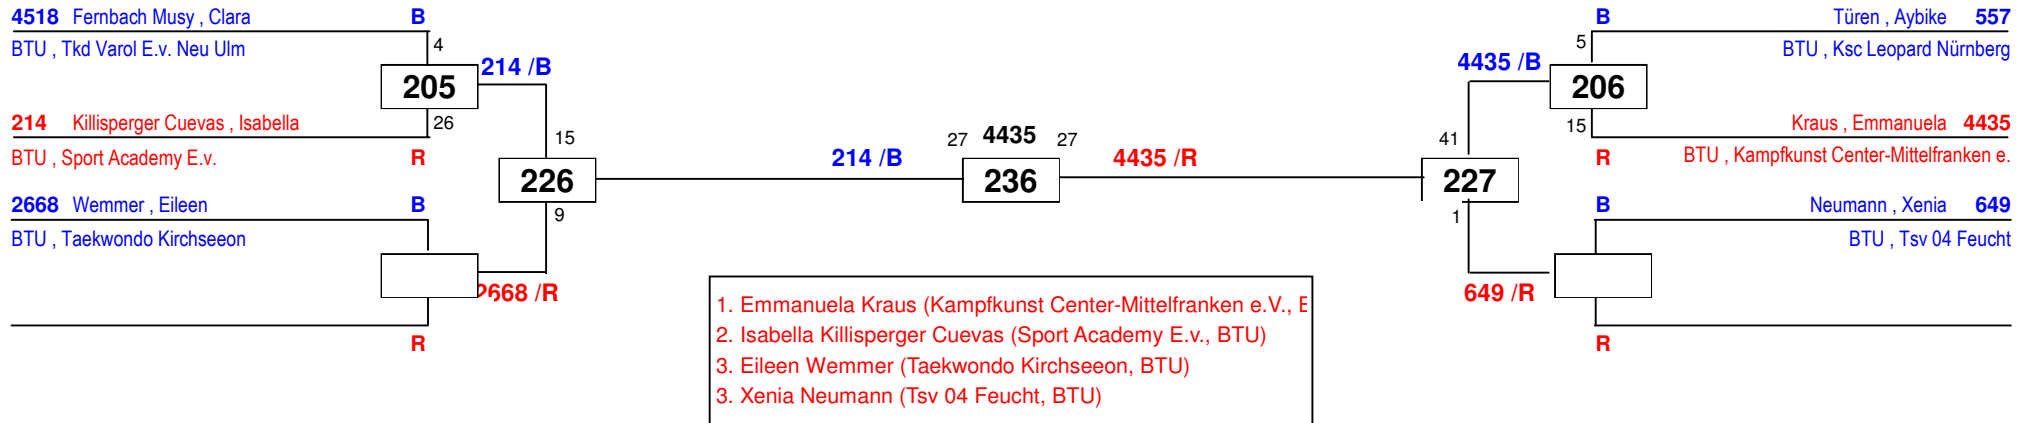 4518 Fernbach Musy , Clara B
BTU , Tkd Varol E.v. Neu Ulm
4
205
214 /B
214 Killisperger Cuevas , Isabella
26
BTU , Sport Academy E.v. R
15
226
9
2668 Wemmer , Eileen B
BTU , Taekwondo Kirchseeon
2668 /R
R
214 /B
27 4435 27
236
4435 /R
B Türen , Aybike 557
5
BTU , Ksc Leopard Nürnberg
4435 /B
206
15
Kraus , Emmanuela 4435
R BTU , Kampfkunst Center-Mittelfranken e.
41
227
1
B Neumann , Xenia 649
BTU , Tsv 04 Feucht
649 /R
R
1. Emmanuela Kraus (Kampfkunst Center-Mittelfranken e.V., E
2. Isabella Killisperger Cuevas (Sport Academy E.v., BTU)
3. Eileen Wemmer (Taekwondo Kirchseeon, BTU)
3. Xenia Neumann (Tsv 04 Feucht, BTU)